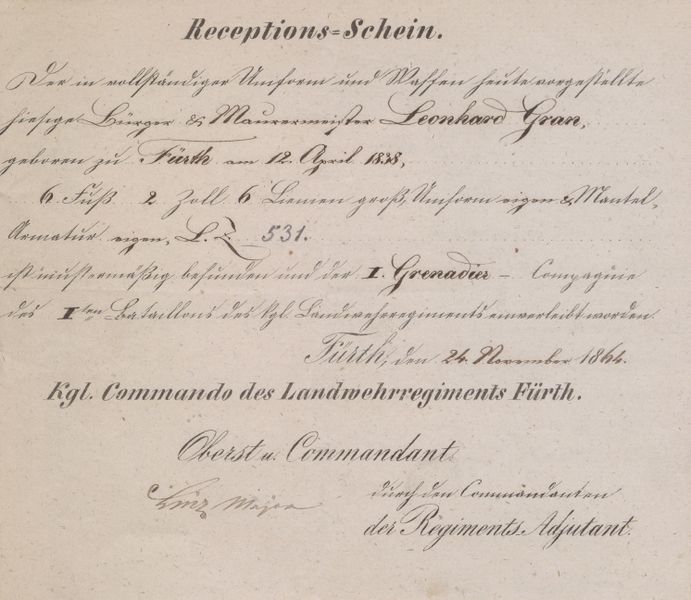 Receptions=Schein.
Der in vollständiger Uniform und Waffen heute vorgestellte
hiesige Bürger & Maurermeister Leonhard Gran,
geboren zu Fürth am 12. April 1838,
6 Fuß 2 Zoll 6 Linien groß, Uniform eigen & Mantel,
Armatur eigen, L. Z. 531.
ist mustermäßig befunden und der I. Grenadier - Compagnie
des Iten Bataillons des kgl. Landwehrregiments einverleibt worden.
Fürth, den 24. November 1864.
Kgl. Commando des Landwehrregiments Fürth.
Oberst u. Commandant
durch den Commandanten
Major
der Regiments Adjutant.